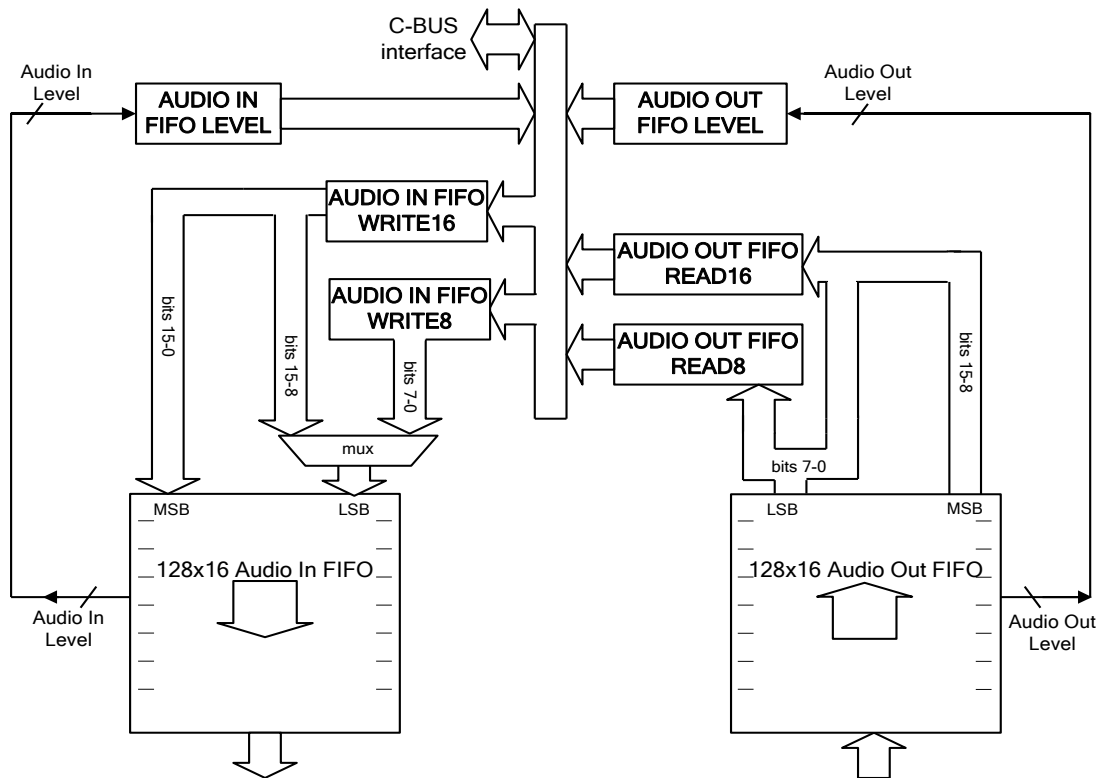 C-BUS
interface
Audio In
Level
AUDIO IN
FIFO LEVEL
AUDIO OUT
FIFO LEVEL
Audio Out
Level
AUDIO IN FIFO
WRITE16
AUDIO OUT FIFO
READ16
AUDIO IN FIFO
WRITE8
AUDIO OUT FIFO
READ8
bits 15-0
bits 15-8
bits 7-0
bits 15-8
mux
bits 7-0
MSB
LSB
LSB
MSB
128x16 Audio In FIFO
128x16 Audio Out FIFO
Audio In
Level
Audio Out
Level